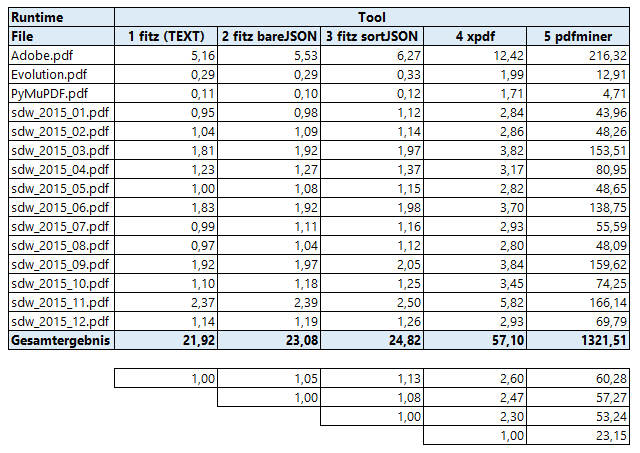 Runtime Tool
File 1 fitz (TEXT) 2 fitz bareJSON 3 fitz sortJSON 4 xpdf 5 pdfminer
Adobe.pdf 5,16 5,53 6,27 12,42 216,32
Evolution.pdf 0,29 0,29 0,33 1,99 12,91
PyMuPDF.pdf 0,11 0,10 0,12 1,71 4,71
sdw_2015_01.pdf 0,95 0,98 1,12 2,84 43,96
sdw_2015_02.pdf 1,04 1,09 1,14 2,86 48,26
sdw_2015_03.pdf 1,81 1,92 1,97 3,82 153,51
sdw_2015_04.pdf 1,23 1,27 1,37 3,17 80,95
sdw_2015_05.pdf 1,00 1,08 1,15 2,82 48,65
sdw_2015_06.pdf 1,83 1,92 1,98 3,70 138,75
sdw_2015_07.pdf 0,99 1,11 1,16 2,93 55,59
sdw_2015_08.pdf 0,97 1,04 1,12 2,80 48,09
sdw_2015_09.pdf 1,92 1,97 2,05 3,84 159,62
sdw_2015_10.pdf 1,10 1,18 1,25 3,45 74,25
sdw_2015_11.pdf 2,37 2,39 2,50 5,82 166,14
sdw_2015_12.pdf 1,14 1,19 1,26 2,93 69,79
Gesamtergebnis 21,92 23,08 24,82 57,10 1321,51
1,00 1,05 1,13 2,60 60,28
1,00 1,08 2,47 57,27
1,00 2,30 53,24
1,00 23,15